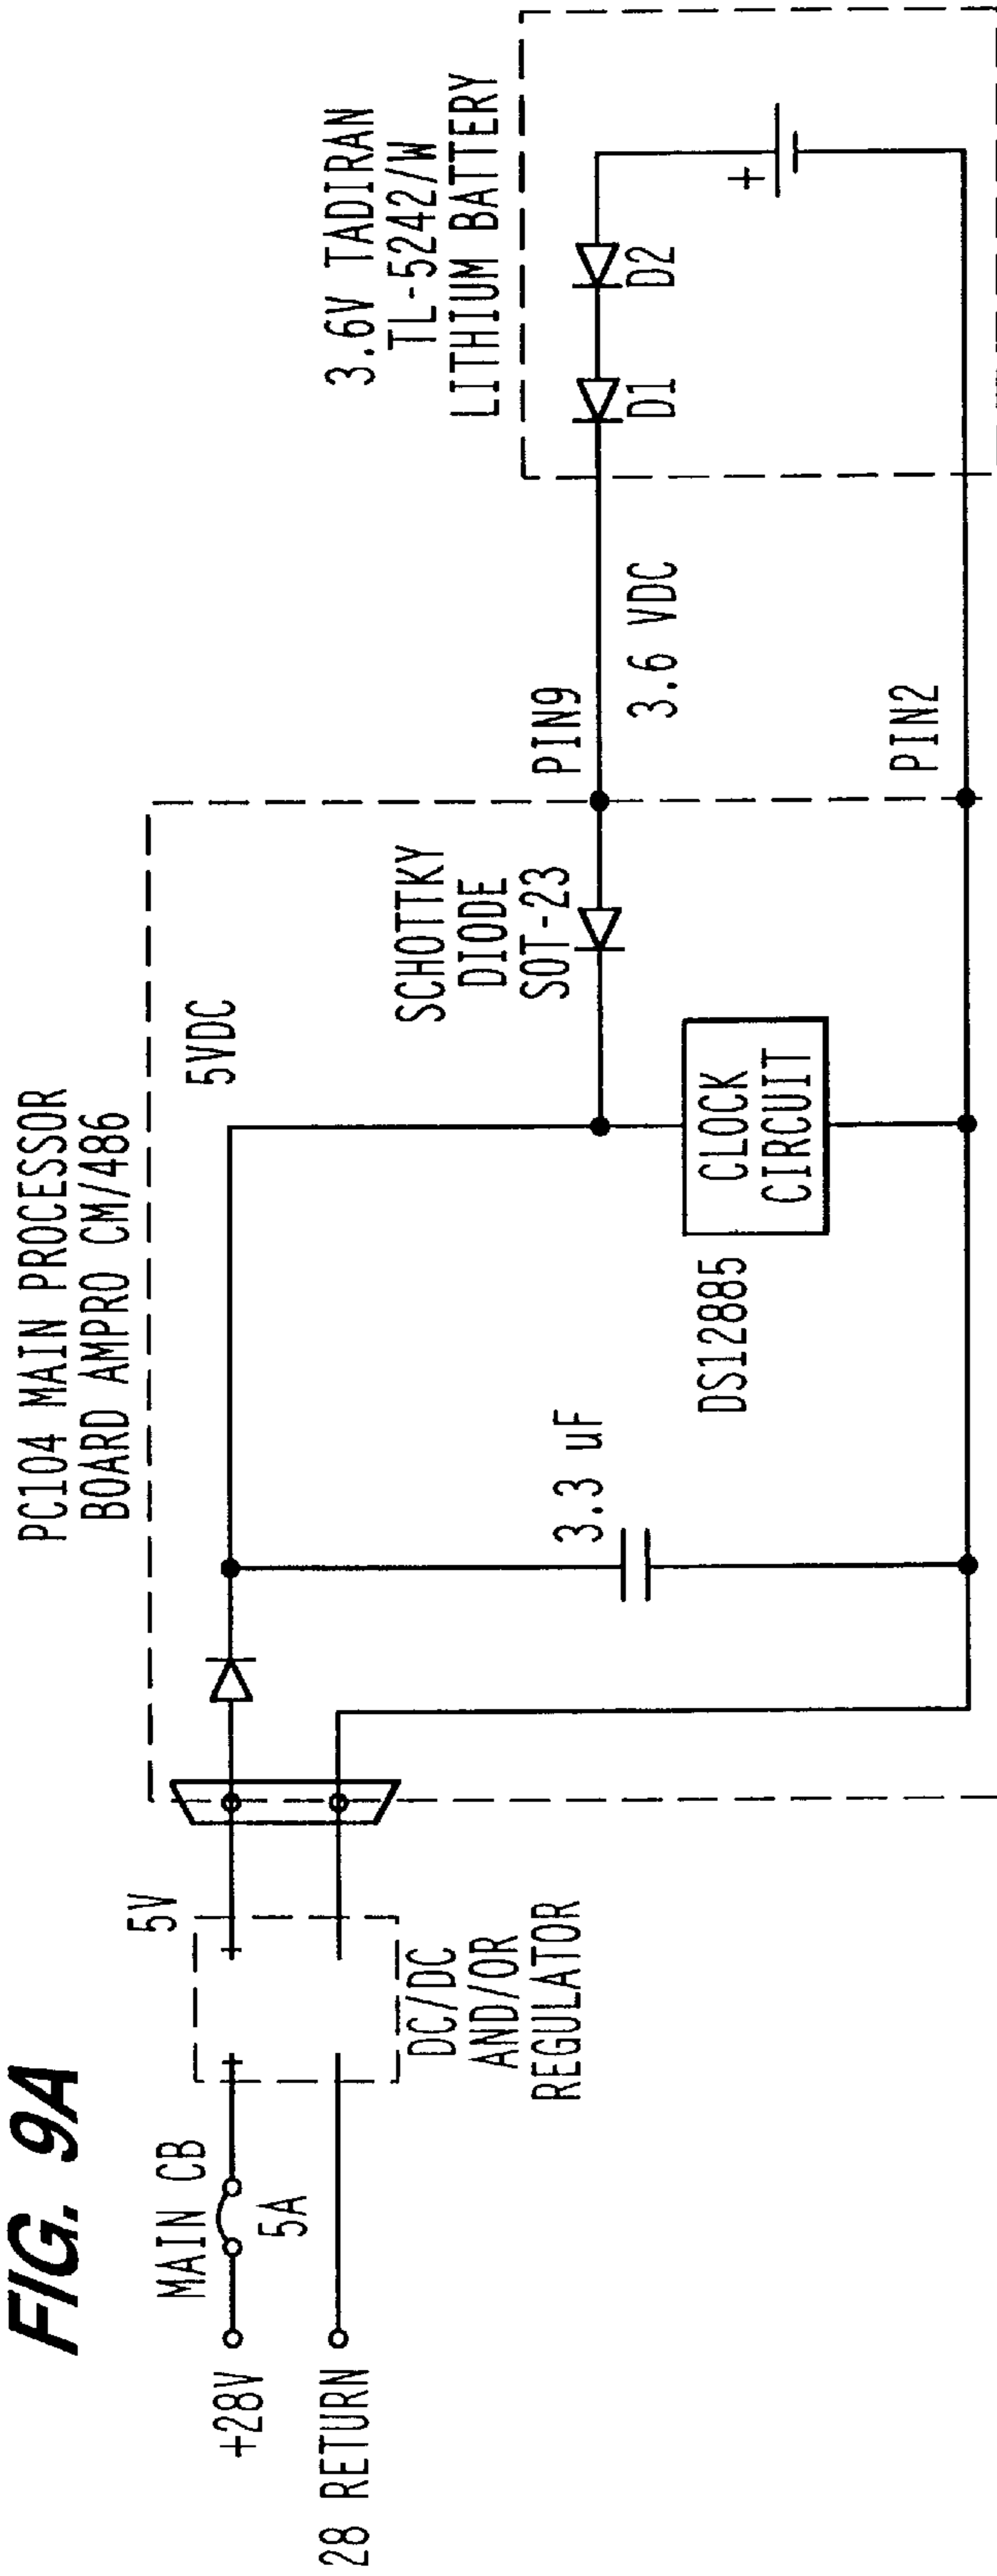 FIG. 9A
PC104 MAIN PROCESSOR
BOARD AMPRO CM/486
3.6V TADIRAN
TL-5242/W
LITHIUM BATTERY
MAIN CB
5A
+28V
28 RETURN
5V
DC/DC
AND/OR
REGULATOR
5VDC
3.3 uF
SCHOTTKY
DIODE
SOT-23
DS12885
CLOCK
CIRCUIT
PIN9
3.6 VDC
PIN2
D1
D2
+